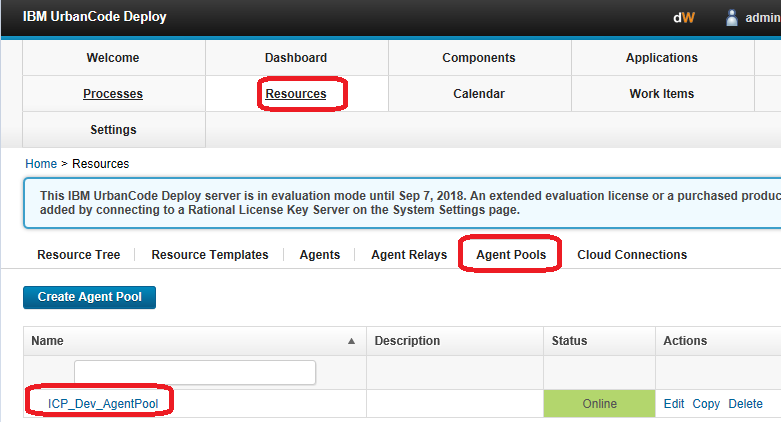 IBM UrbanCode Deploy dW admin
Welcome Dashboard Components Applications
Processes Resources Calendar Work Items
Settings
Home > Resources
This IBM UrbanCode Deploy server is in evaluation mode until Sep 7, 2018. An extended evaluation license or a purchased produc
added by connecting to a Rational License Key Server on the System Settings page.
Resource Tree Resource Templates Agents Agent Relays Agent Pools Cloud Connections
Create Agent Pool
Name Description Status Actions
ICP_Dev_AgentPool Online Edit Copy Delete